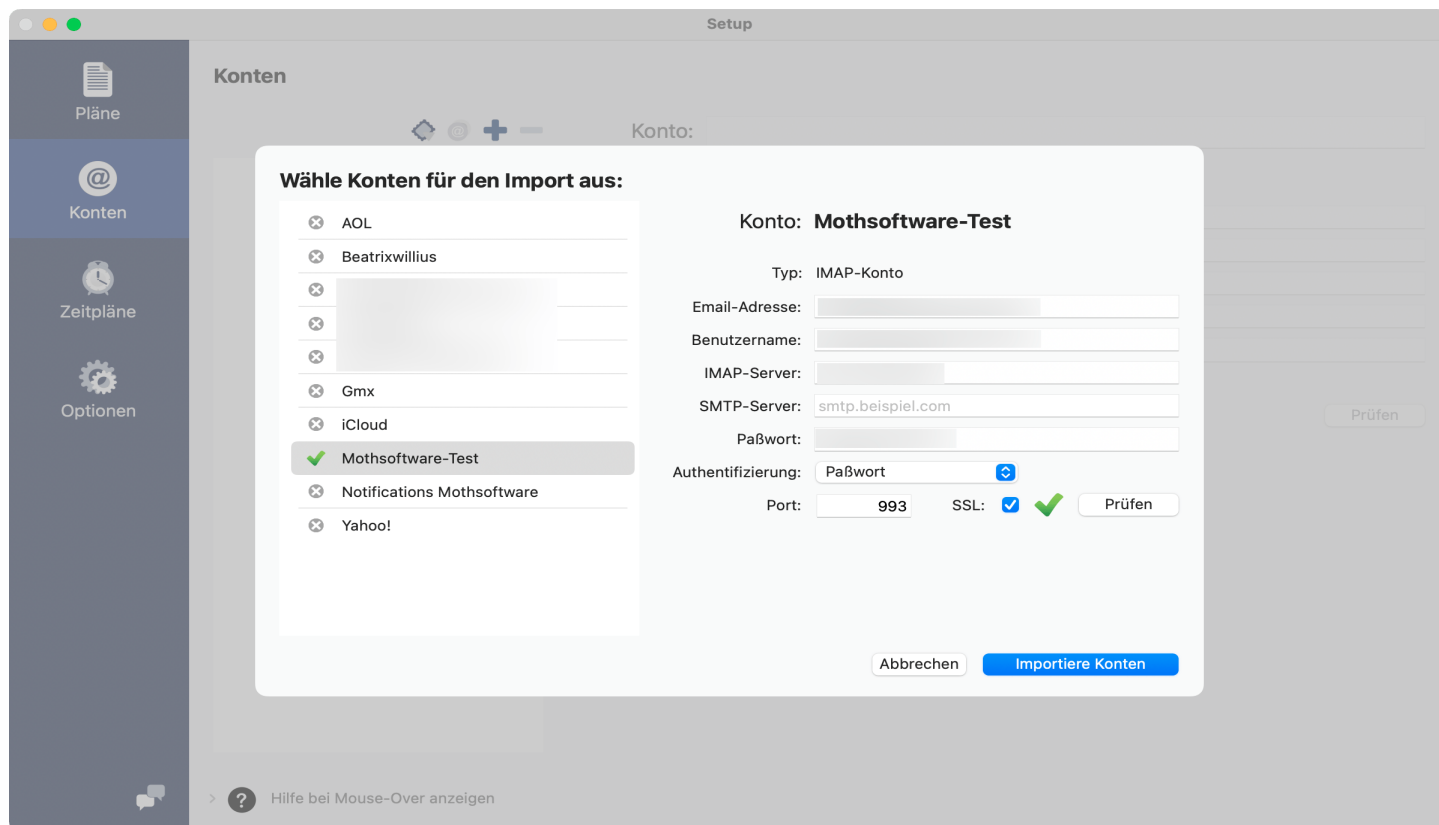 Setup
Pläne
Konten
Zeitpläne
Optionen
Konten
@
Konto:
Wähle Konten für den Import aus:
AOL
Beatrixwillius
Gmx
iCloud
Mothsoftware-Test
Notifications Mothsoftware
Yahoo!
Konto: Mothsoftware-Test
Typ: IMAP-Konto
Email-Adresse:
Benutzername:
IMAP-Server:
SMTP-Server: smtp.beispiel.com
Paßwort:
Authentifizierung: Paßwort
Port: 993 SSL: Prüfen
Abbrechen Importiere Konten
Prüfen
? Hilfe bei Mouse-Over anzeigen